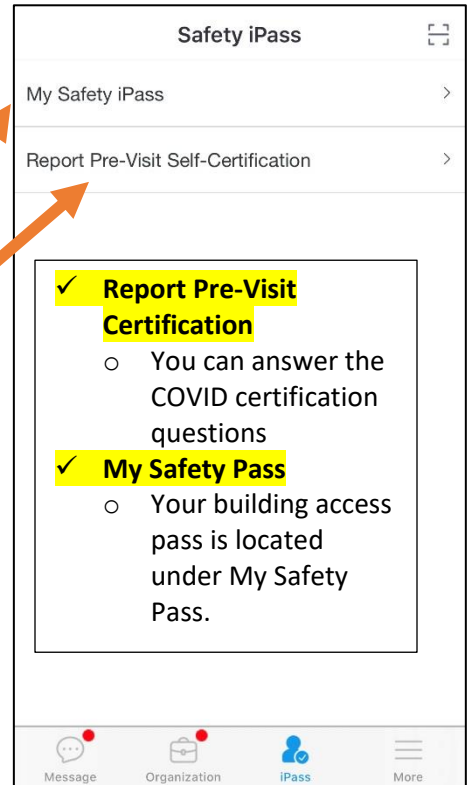 Safety iPass
My Safety iPass
Report Pre-Visit Self-Certification
✓ Report Pre-Visit
Certification
o You can answer the
COVID certification
questions
✓ My Safety Pass
o Your building access
pass is located
under My Safety
Pass.
Message Organization iPass More